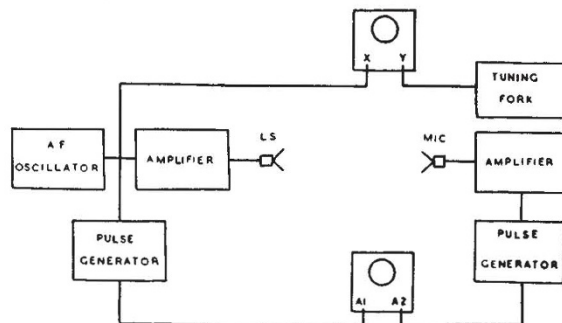 X Y
TUNING
FORK
A F
OSCILLATOR
AMPLIFIER
LS
MIC
AMPLIFIER
PULSE
GENERATOR
PULSE
GENERATOR
A1 A2